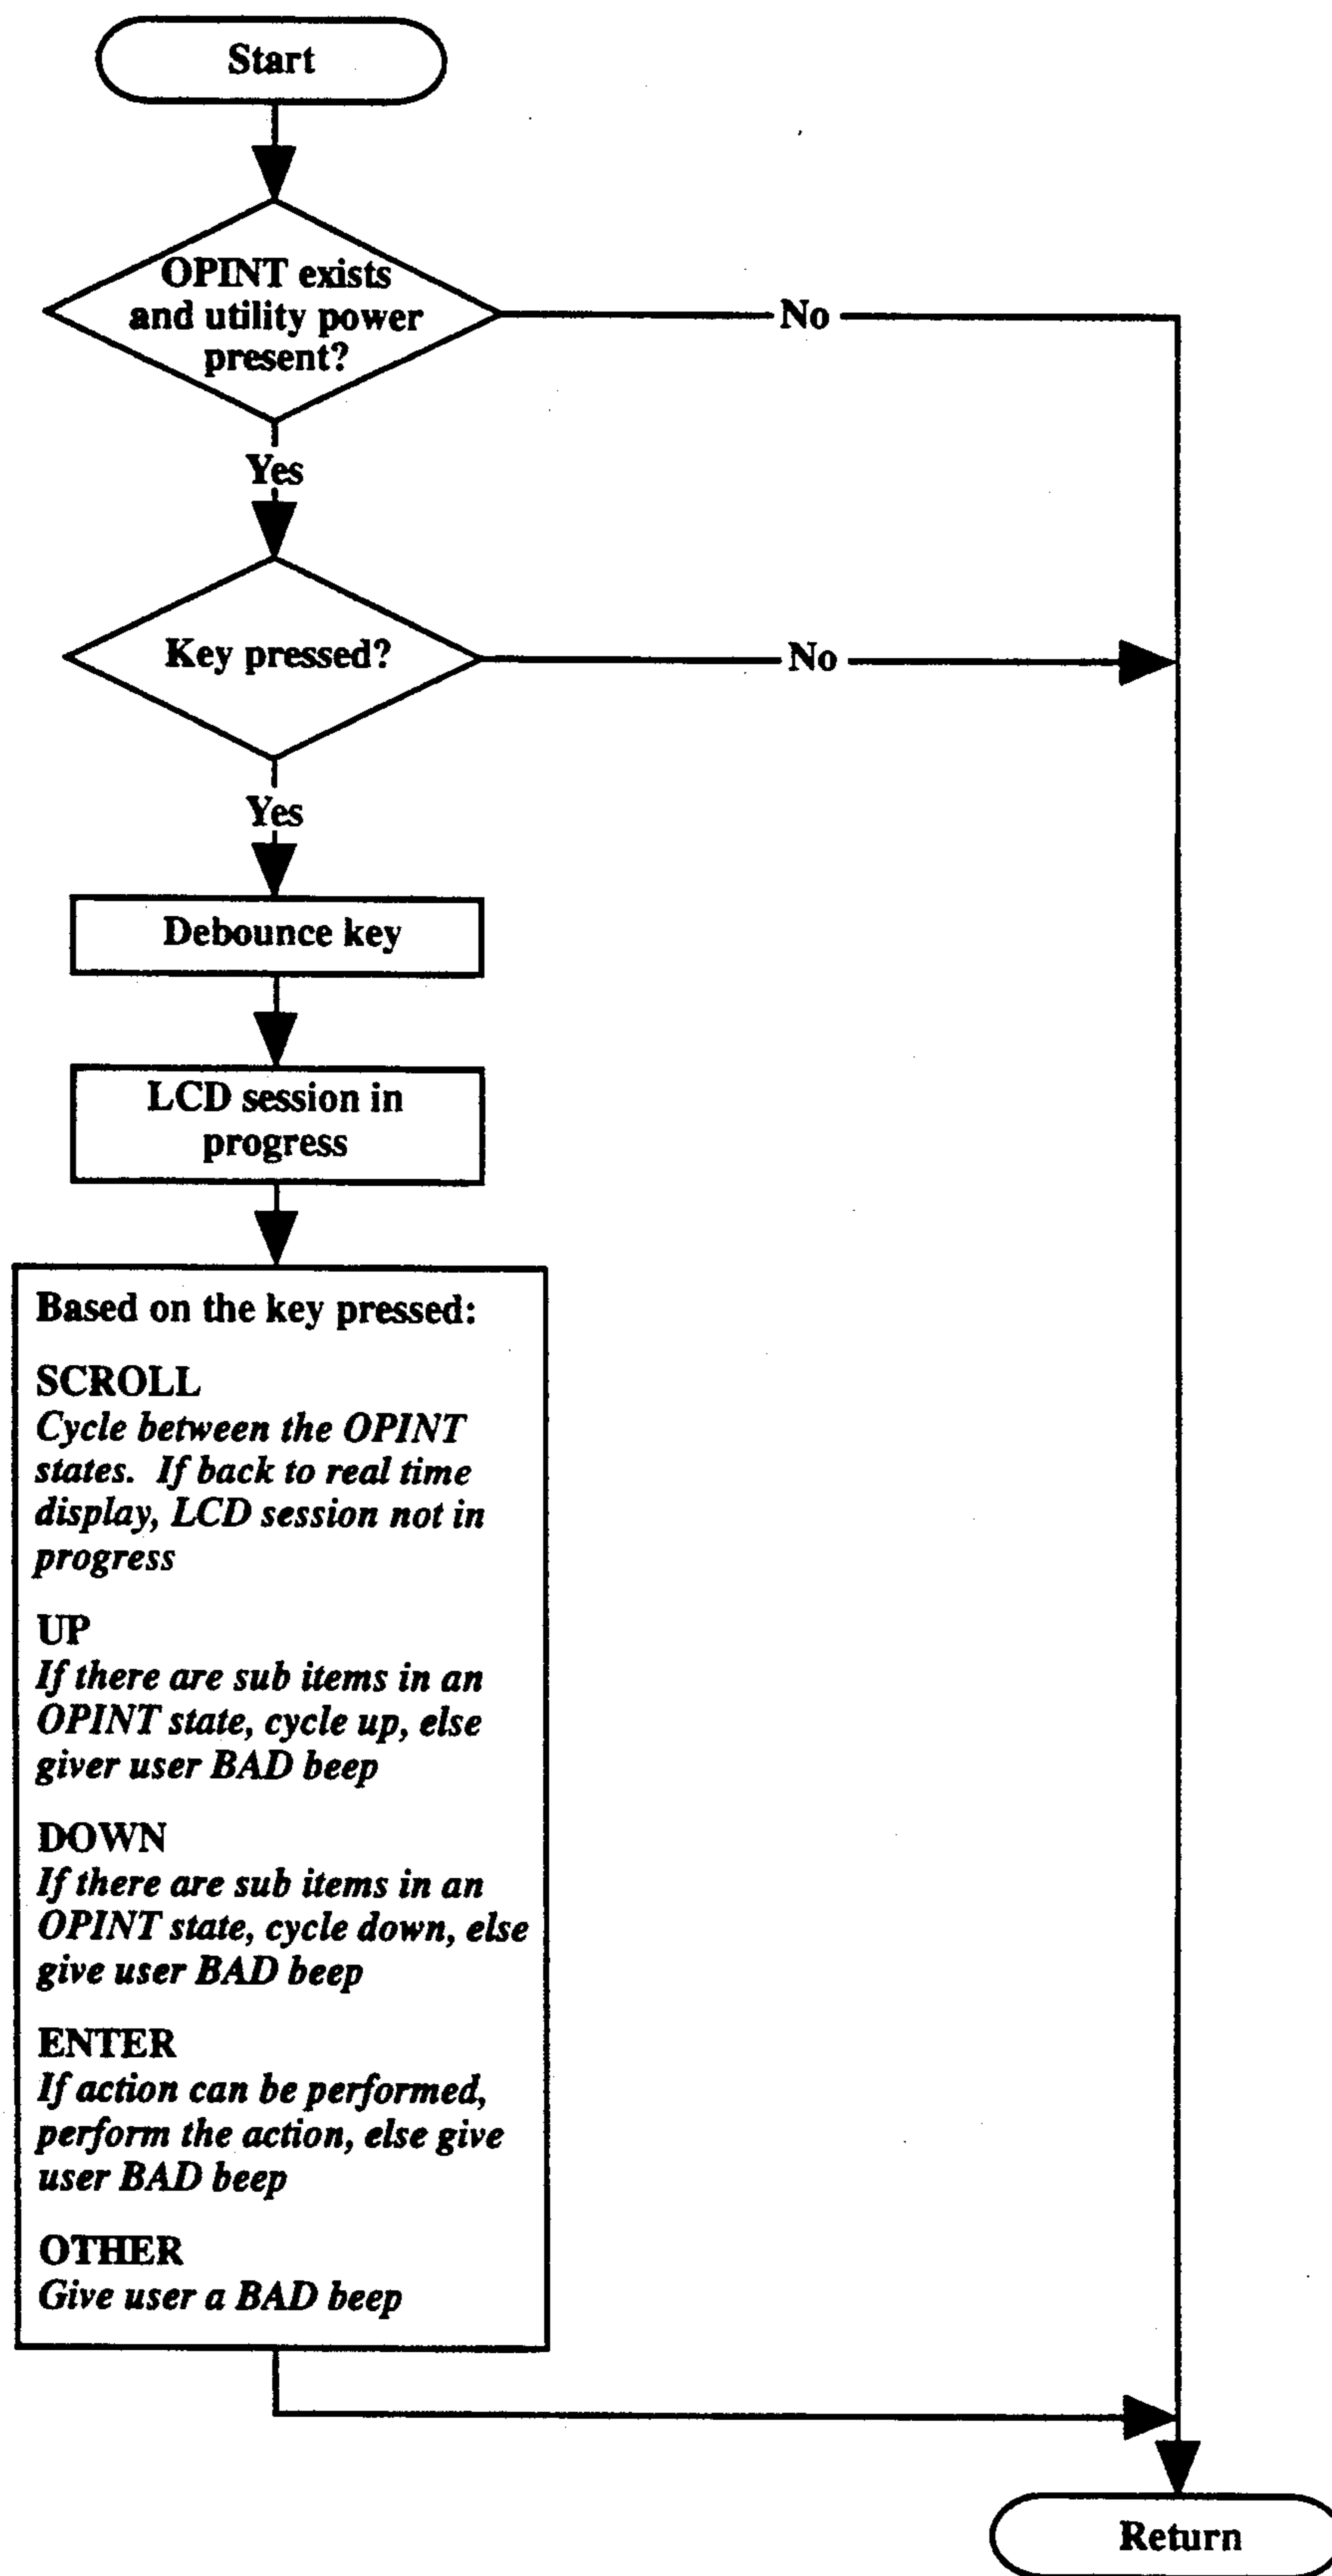 Start
OPINT exists
and utility power
present?
No
Yes
Key pressed?
No
Yes
Debounce key
LCD session in
progress
Based on the key pressed:
SCROLL
Cycle between the OPINT
states. If back to real time
display, LCD session not in
progress
UP
If there are sub items in an
OPINT state, cycle up, else
giver user BAD beep
DOWN
If there are sub items in an
OPINT state, cycle down, else
give user BAD beep
ENTER
If action can be performed,
perform the action, else give
user BAD beep
OTHER
Give user a BAD beep
Return